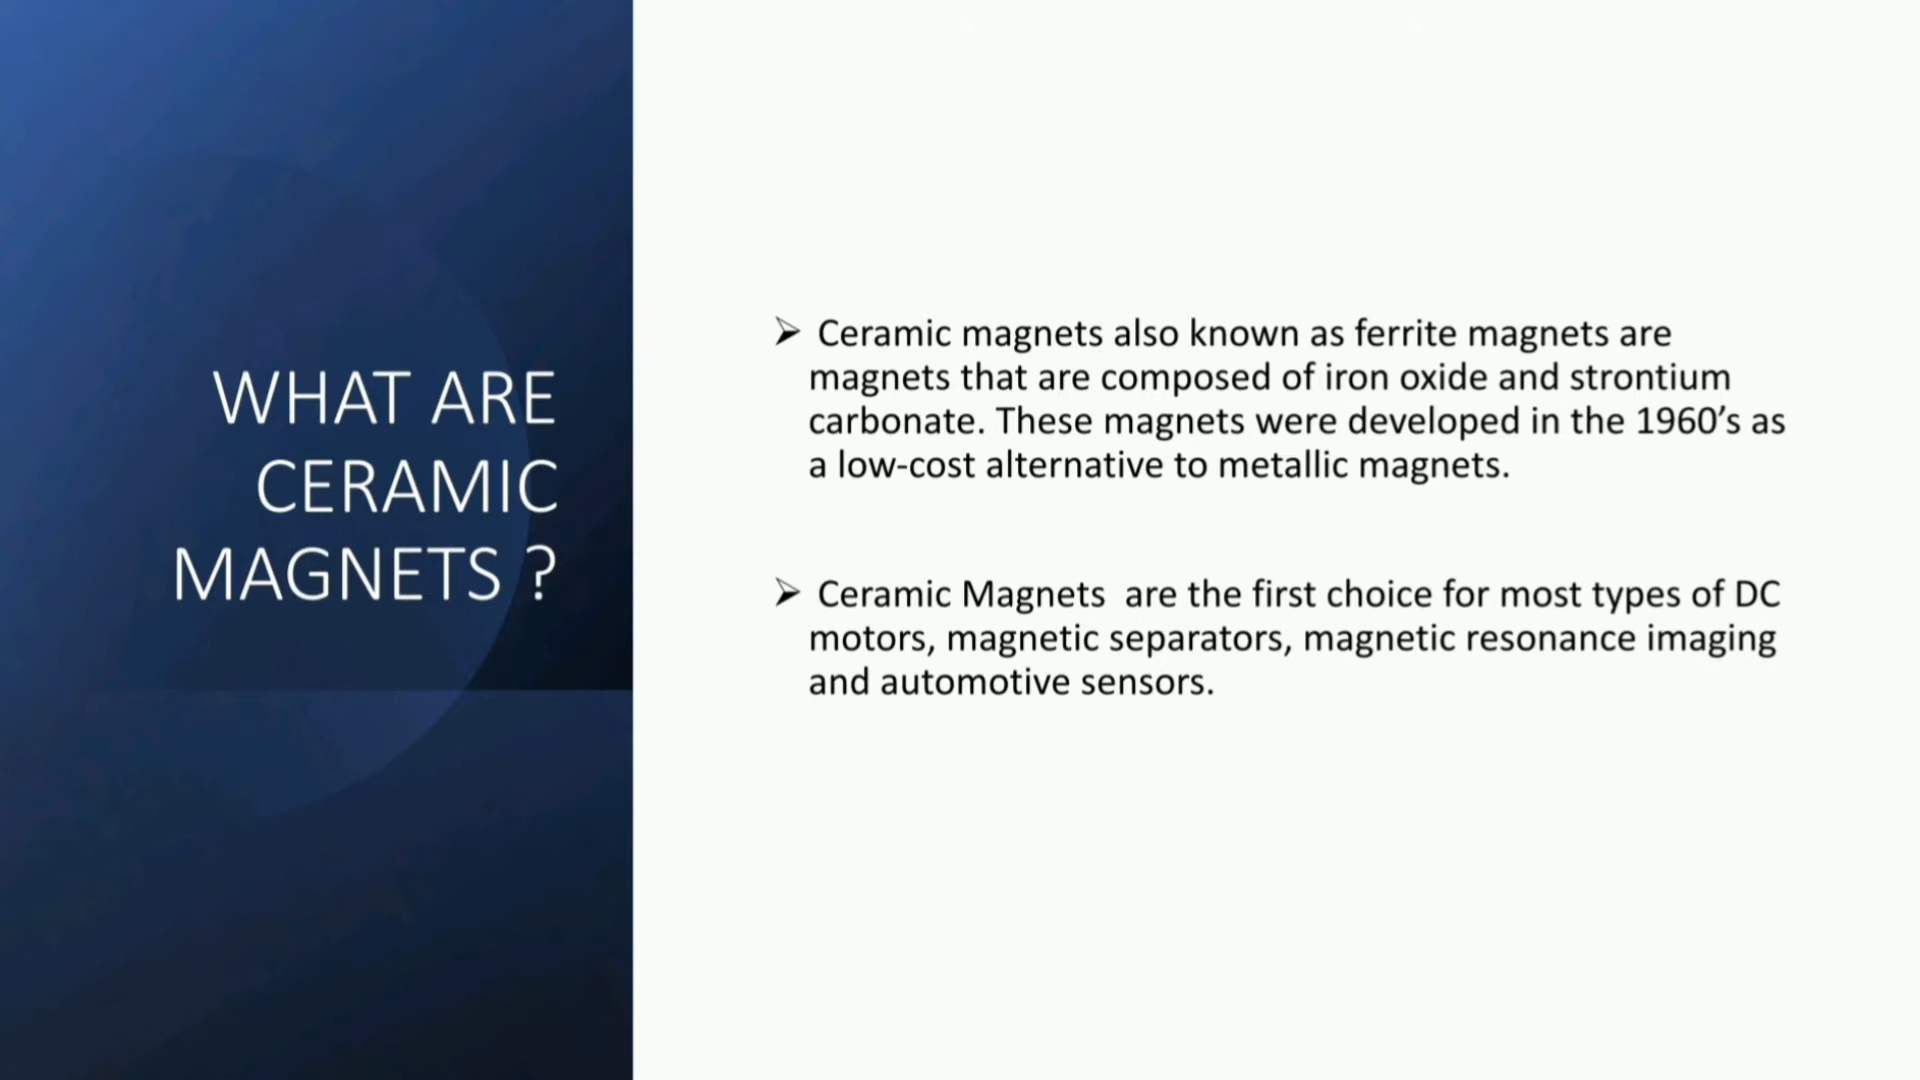 WHAT ARE
CERAMIC
MAGNETS ?
➢ Ceramic magnets also known as ferrite magnets are
magnets that are composed of iron oxide and strontium
carbonate. These magnets were developed in the 1960’s as
a low-cost alternative to metallic magnets.
➢ Ceramic Magnets  are the first choice for most types of DC
motors, magnetic separators, magnetic resonance imaging
and automotive sensors.